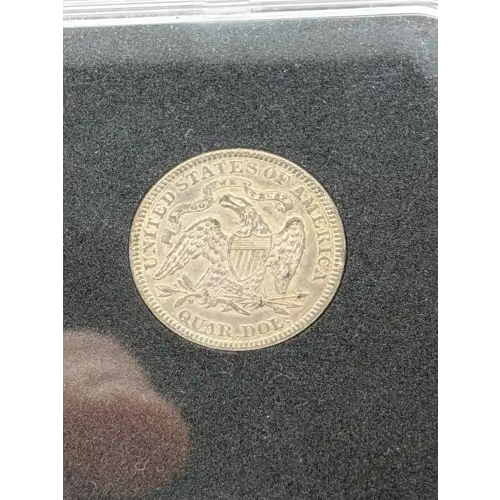 UNITED STATES OF AMERICA
IN GOD WE TRUST
QUAR. DOL.